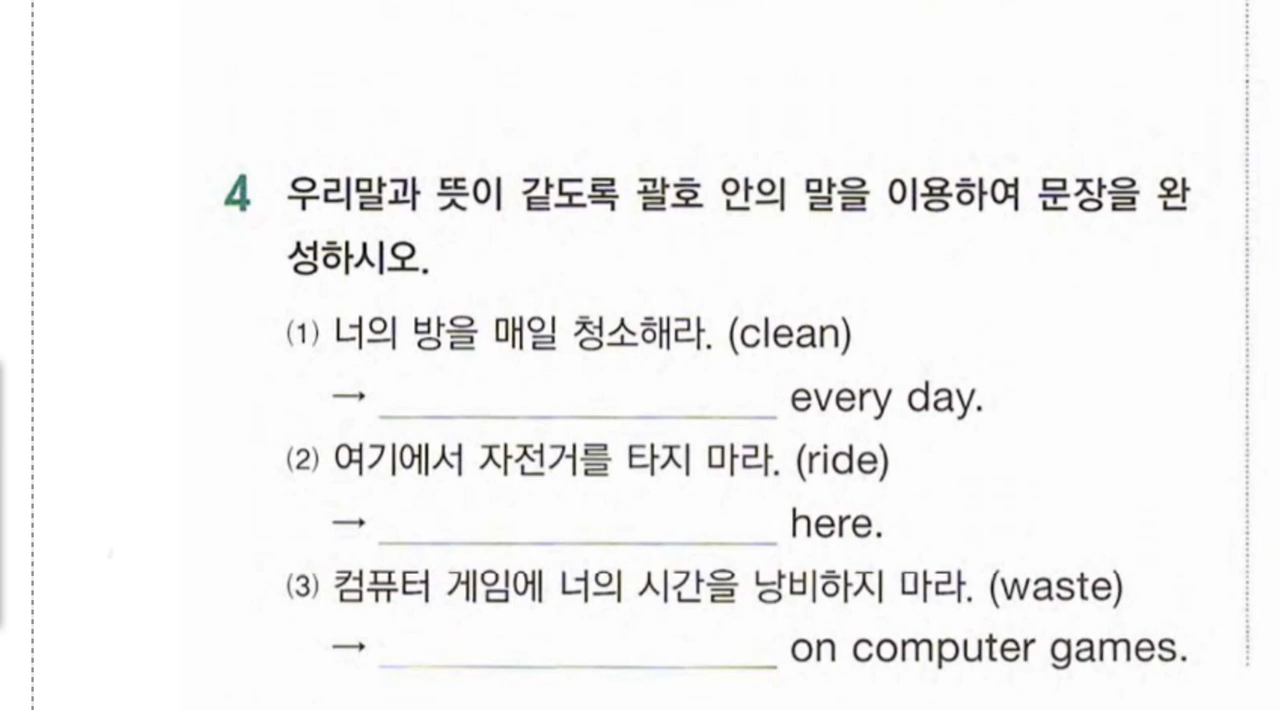 4 우리말과 뜻이 같도록 괄호 안의 말을 이용하여 문장을 완
성하시오.
(1) 너의 방을 매일 청소해라. (clean)
→ ____________ every day.
(2) 여기에서 자전거를 타지 마라. (ride)
→ ____________ here.
(3) 컴퓨터 게임에 너의 시간을 낭비하지 마라. (waste)
→ ____________ on computer games.